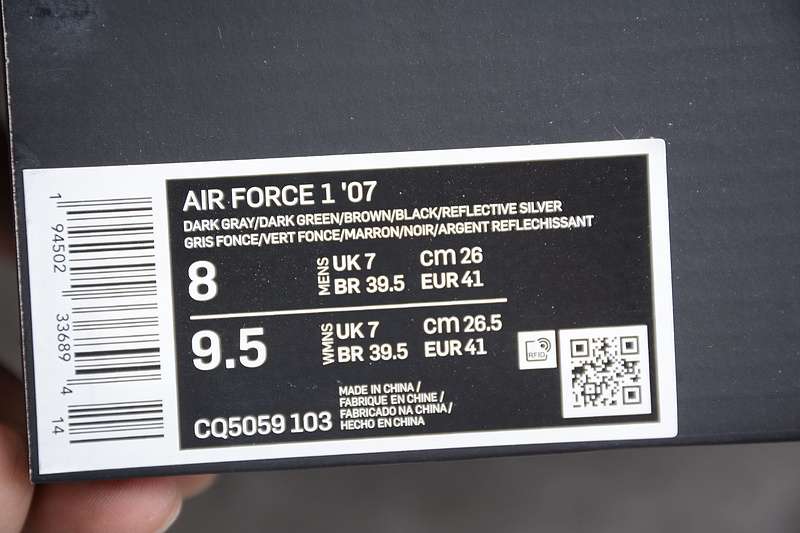 AIR FORCE 1 '07
DARK GRAY/DARK GREEN/BROWN/BLACK/REFLECTIVE SILVER
GRIS FONCE/VERT FONCE/MARRON/NOIR/ARGENT REFLECHISSANT
8 MENS UK 7 cm 26
BR 39.5 EUR 41
9.5 WMNS UK 7 cm 26.5
BR 39.5 EUR 41
RFID
CQ5059 103
MADE IN CHINA /
FABRIQUE EN CHINE /
FABRICADO NA CHINA /
HECHO EN CHINA
1 94502 33689 4 14